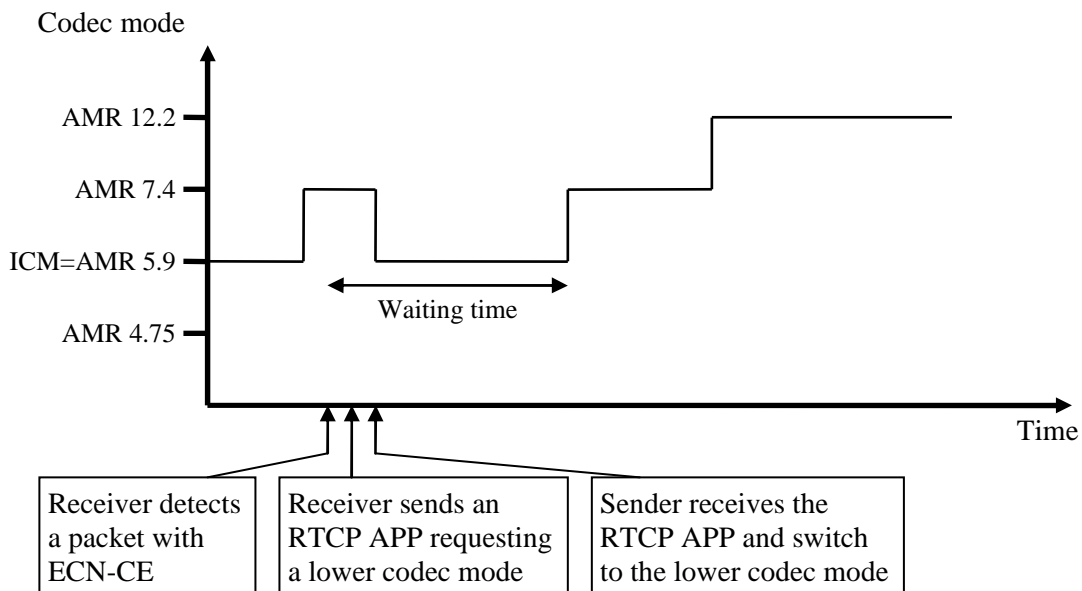 Codec mode
AMR 12.2
AMR 7.4
ICM=AMR 5.9
AMR 4.75
Waiting time
Time
Receiver detects
a packet with
ECN-CE
Receiver sends an
RTCP APP requesting
a lower codec mode
Sender receives the
RTCP APP and switch
to the lower codec mode